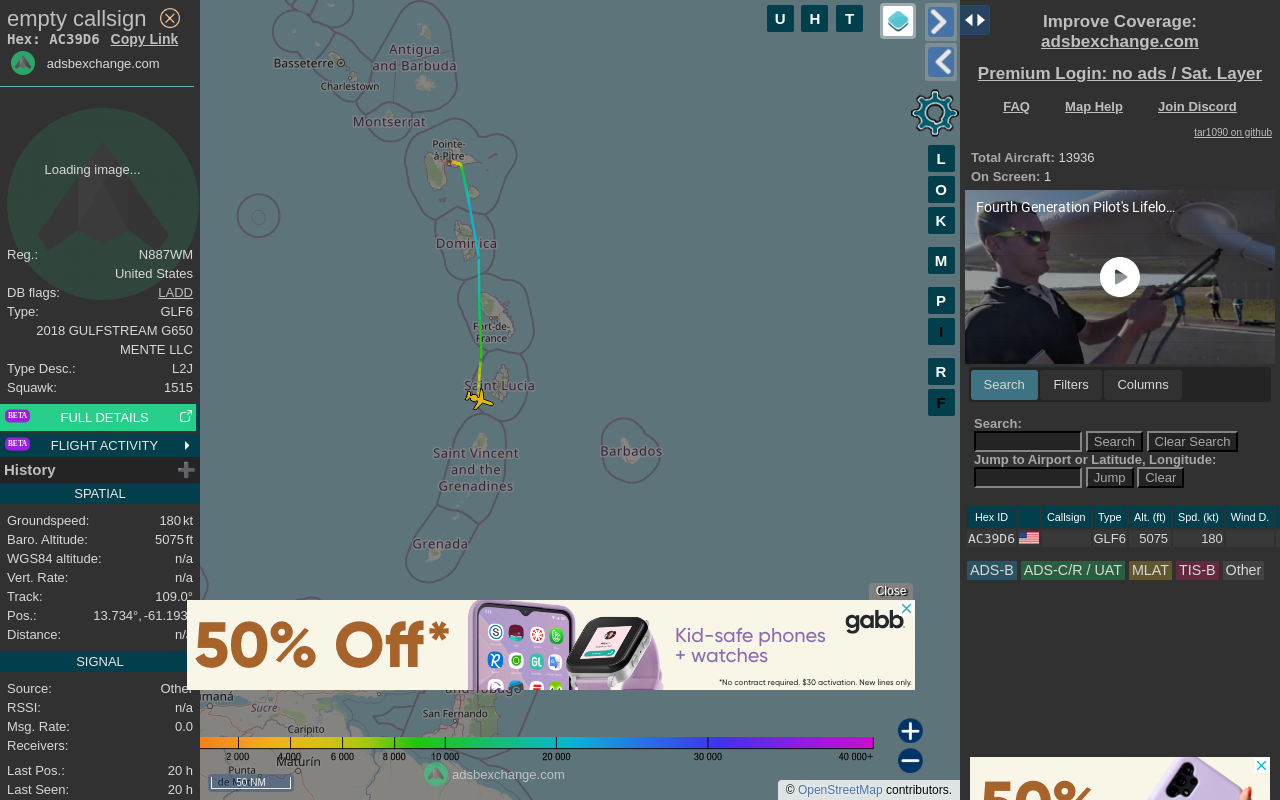 empty callsign
Hex: AC39D6 Copy Link
adsbexchange.com
Loading image...
Reg.: N887WM
United States
DB flags: LADD
Type: GLF6
2018 GULFSTREAM G650
MENTE LLC
Type Desc.: L2J
Squawk: 1515
BETA FULL DETAILS
BETA FLIGHT ACTIVITY
History
SPATIAL
Groundspeed: 180 kt
Baro. Altitude: 5075 ft
WGS84 altitude: n/a
Vert. Rate: n/a
Track: 109.0°
Pos.: 13.734°, -61.193
Distance: n/a
SIGNAL
Source: Other
RSSI: n/a
Msg. Rate: 0.0
Receivers:
Last Pos.: 20 h
Last Seen: 20 h
Antigua
and Barbuda
Basseterre
Charlestown
Montserrat
Pointe-
à-Pitre
Dominica
Fort-de-
France
Saint Lucia
Saint Vincent
and the
Grenadines
Barbados
Grenada
U H T
L
O
K
M
P
I
R
F
Close
50% Off*
Kid-safe phones
+ watches
gabb
*No contract required. $30 activation. New lines only.
and Tobago
umaná
Sucre
San Fernando
Caripito
Maturín
Punta
de M
2 000 4 000 6 000 8 000 10 000 20 000 30 000 40 000+
50 NM
adsbexchange.com
© OpenStreetMap contributors.
Improve Coverage:
adsbexchange.com
Premium Login: no ads / Sat. Layer
FAQ Map Help Join Discord
tar1090 on github
Total Aircraft: 13936
On Screen: 1
Fourth Generation Pilot's Lifelo...
Search Filters Columns
Search:
Search Clear Search
Jump to Airport or Latitude, Longitude:
Jump Clear
Hex ID Callsign Type Alt. (ft) Spd. (kt) Wind D.
AC39D6 GLF6 5075 180
ADS-B ADS-C/R / UAT MLAT TIS-B Other
50%